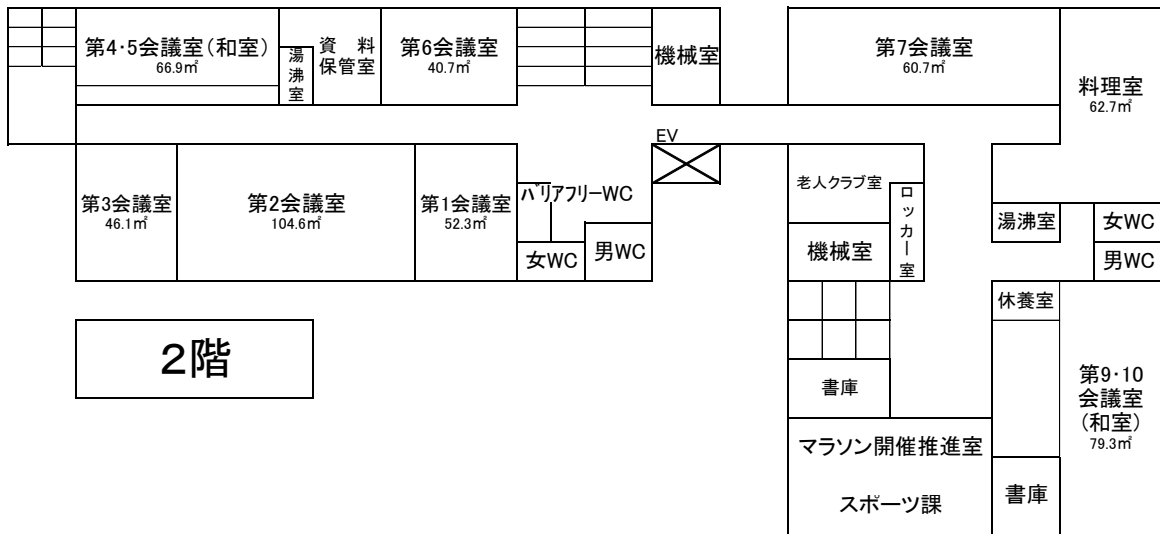 第4・5会議室（和室）
66.9㎡
湯沸室
資　料
保管室
第6会議室
40.7㎡
機械室
第7会議室
60.7㎡
料理室
62.7㎡
EV
第3会議室
46.1㎡
第2会議室
104.6㎡
第1会議室
52.3㎡
バリアフリーWC
女WC
男WC
老人クラブ室
ロッカー室
機械室
湯沸室
女WC
男WC
休養室
2階
書庫
第9・10
会議室
（和室）
79.3㎡
マラソン開催推進室
スポーツ課
書庫